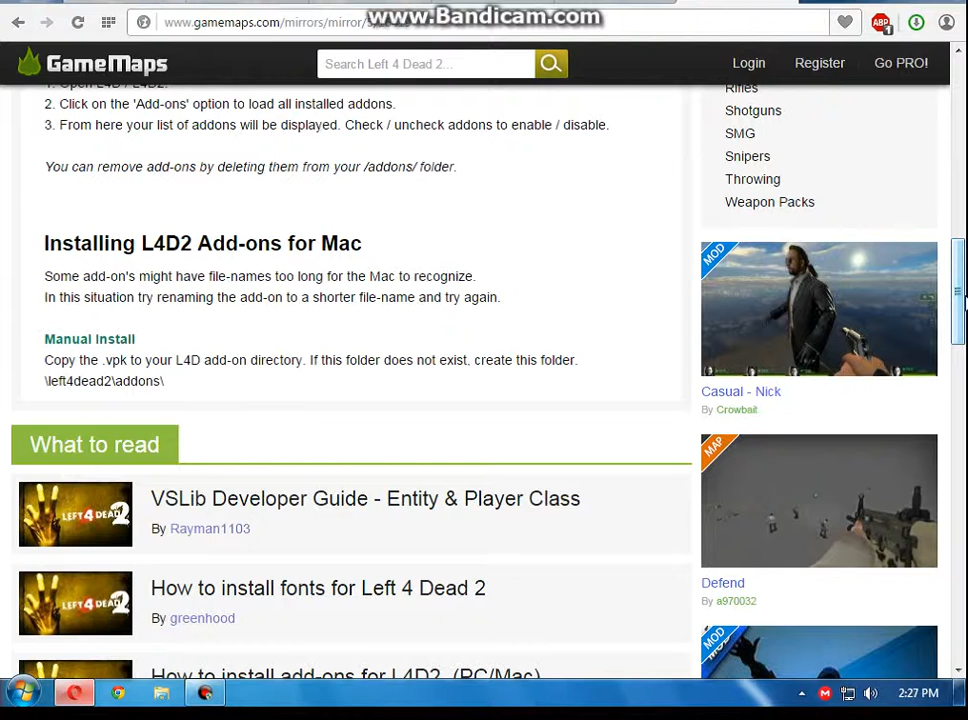 www.Bandicam.com
www.gamemaps.com/mirrors/mirror/
ABP
1
GameMaps
Search Left 4 Dead 2...
Login
Register
Go PRO!
2. Click on the 'Add-ons' option to load all installed addons.
3. From here your list of addons will be displayed. Check / uncheck addons to enable / disable.
You can remove add-ons by deleting them from your /addons/ folder.
Installing L4D2 Add-ons for Mac
Some add-on's might have file-names too long for the Mac to recognize.
In this situation try renaming the add-on to a shorter file-name and try again.
Manual Install
Copy the .vpk to your L4D add-on directory. If this folder does not exist, create this folder.
\left4dead2\addons\
What to read
LEFT4DEAD 2
VSLib Developer Guide - Entity & Player Class
By Rayman1103
LEFT4DEAD 2
How to install fonts for Left 4 Dead 2
By greenhood
How to install add-ons for L4D2 (PC/Mac)
Rifles
Shotguns
SMG
Snipers
Throwing
Weapon Packs
MOD
Casual - Nick
By Crowbait
MAP
Defend
By a970032
MOD
2:27 PM